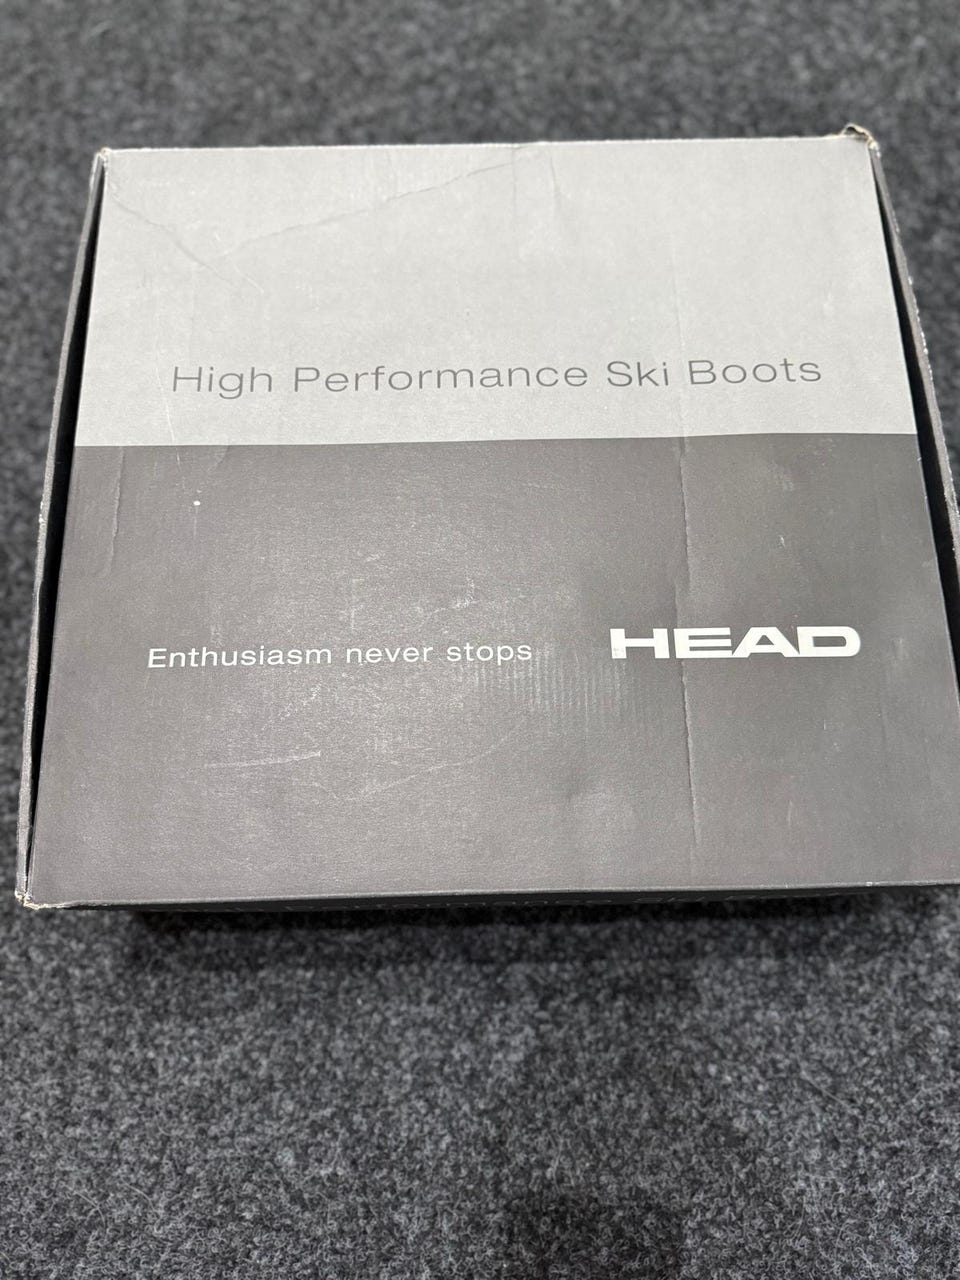 High Performance Ski Boots
Enthusiasm never stops
HEAD